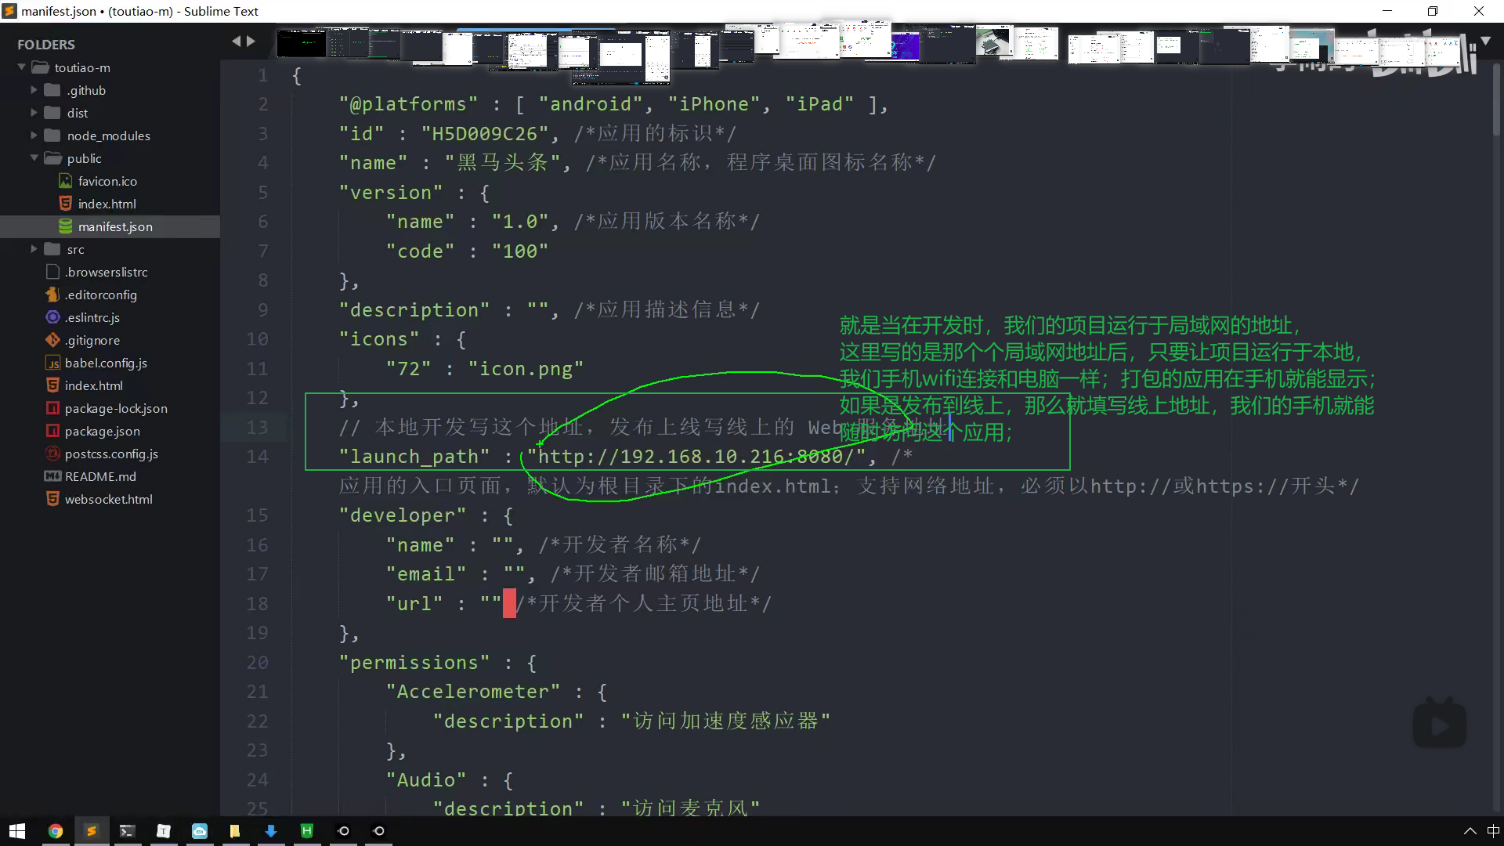 manifest.json • (toutiao-m) - Sublime Text
FOLDERS
toutiao-m
.github
dist
node_modules
public
favicon.ico
index.html
manifest.json
src
.browserslistrc
.editorconfig
.eslintrc.js
.gitignore
babel.config.js
index.html
package-lock.json
package.json
postcss.config.js
README.md
websocket.html
1 {
2 "@platforms" : [ "android", "iPhone", "iPad" ],
3 "id" : "H5D009C26", /*应用的标识*/
4 "name" : "黑马头条", /*应用名称，程序桌面图标名称*/
5 "version" : {
6 "name" : "1.0", /*应用版本名称*/
7 "code" : "100"
8 },
9 "description" : "", /*应用描述信息*/
10 "icons" : {
11 "72" : "icon.png"
12 },
13 // 本地开发写这个地址，发布上线写线上的 Web
14 "launch_path" : "http://192.168.10.216:8080/", /*
应用的入口页面，默认为根目录下的index.html；支持网络地址，必须以http://或https://开头*/
15 "developer" : {
16 "name" : "", /*开发者名称*/
17 "email" : "", /*开发者邮箱地址*/
18 "url" : "" /*开发者个人主页地址*/
19 },
20 "permissions" : {
21 "Accelerometer" : {
22 "description" : "访问加速度感应器"
23 },
24 "Audio" : {
25 "description" : "访问麦克风"
就是当在开发时，我们的项目运行于局域网的地址，
这里写的是那个个局域网地址后，只要让项目运行于本地，
我们手机wifi连接和电脑一样；打包的应用在手机就能显示；
如果是发布到线上，那么就填写线上地址，我们的手机就能
随时访问这个应用；
bilibili
中